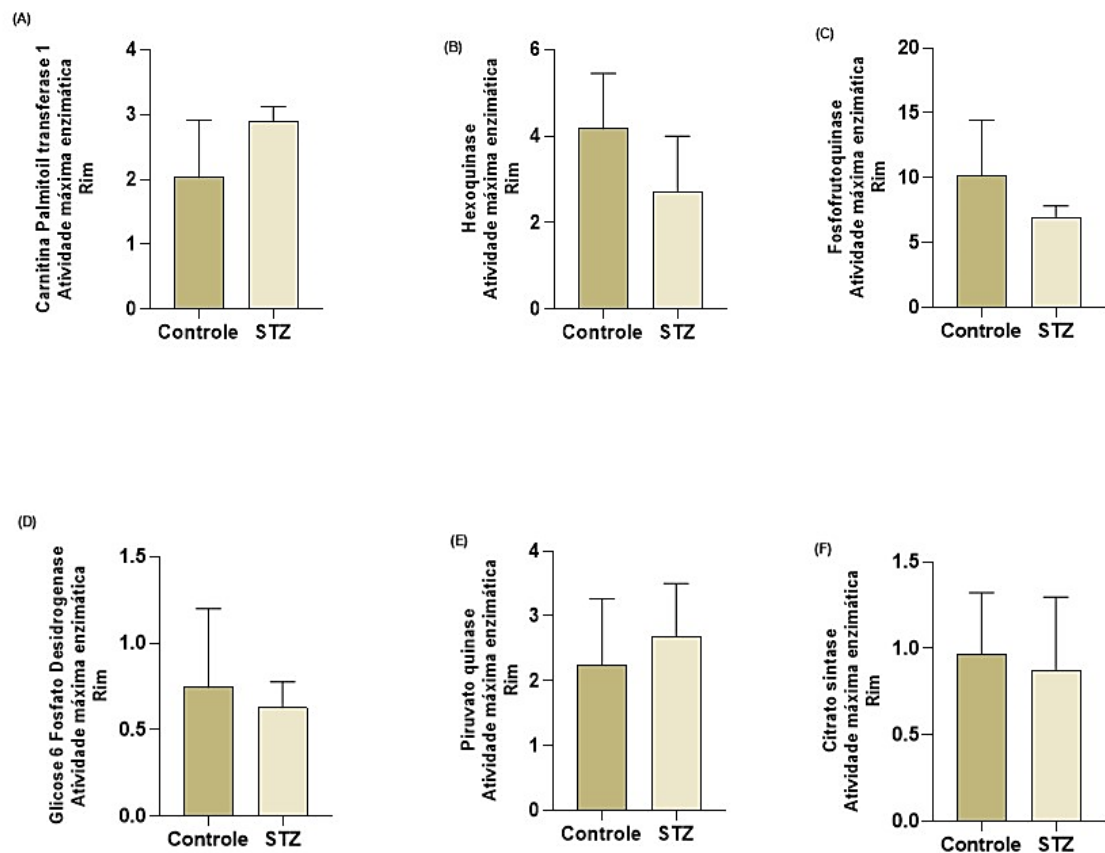 (A)
Carnitina Palmitoil transferase 1
Atividade máxima enzimática
Rim
4
3
2
1
0
Controle STZ
(B)
Hexoquinase
Atividade máxima enzimática
Rim
6
4
2
0
Controle STZ
(C)
Fosfofrutoquinase
Atividade máxima enzimática
Rim
20
15
10
5
0
Controle STZ
(D)
Glicose 6 Fosfato Desidrogenase
Atividade máxima enzimática
Rim
1.5
1.0
0.5
0.0
Controle STZ
(E)
Piruvato quinase
Atividade máxima enzimática
Rim
4
3
2
1
0
Controle STZ
(F)
Citrato sintase
Atividade máxima enzimática
Rim
1.5
1.0
0.5
0.0
Controle STZ